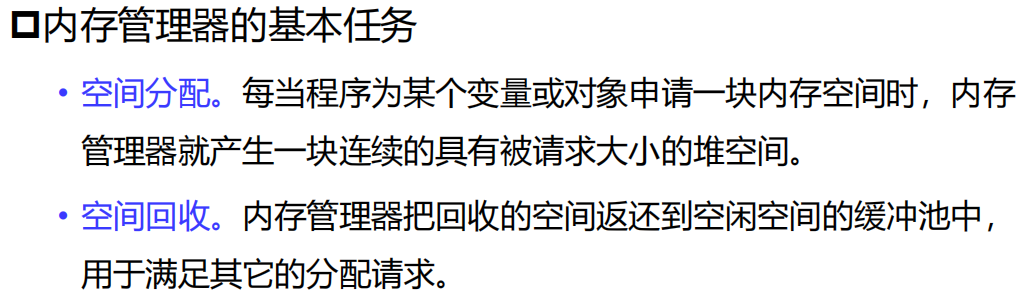 内存管理器的基本任务
• 空间分配。每当程序为某个变量或对象申请一块内存空间时，内存
管理器就产生一块连续的具有被请求大小的堆空间。
• 空间回收。内存管理器把回收的空间返还到空闲空间的缓冲池中，
用于满足其它的分配请求。